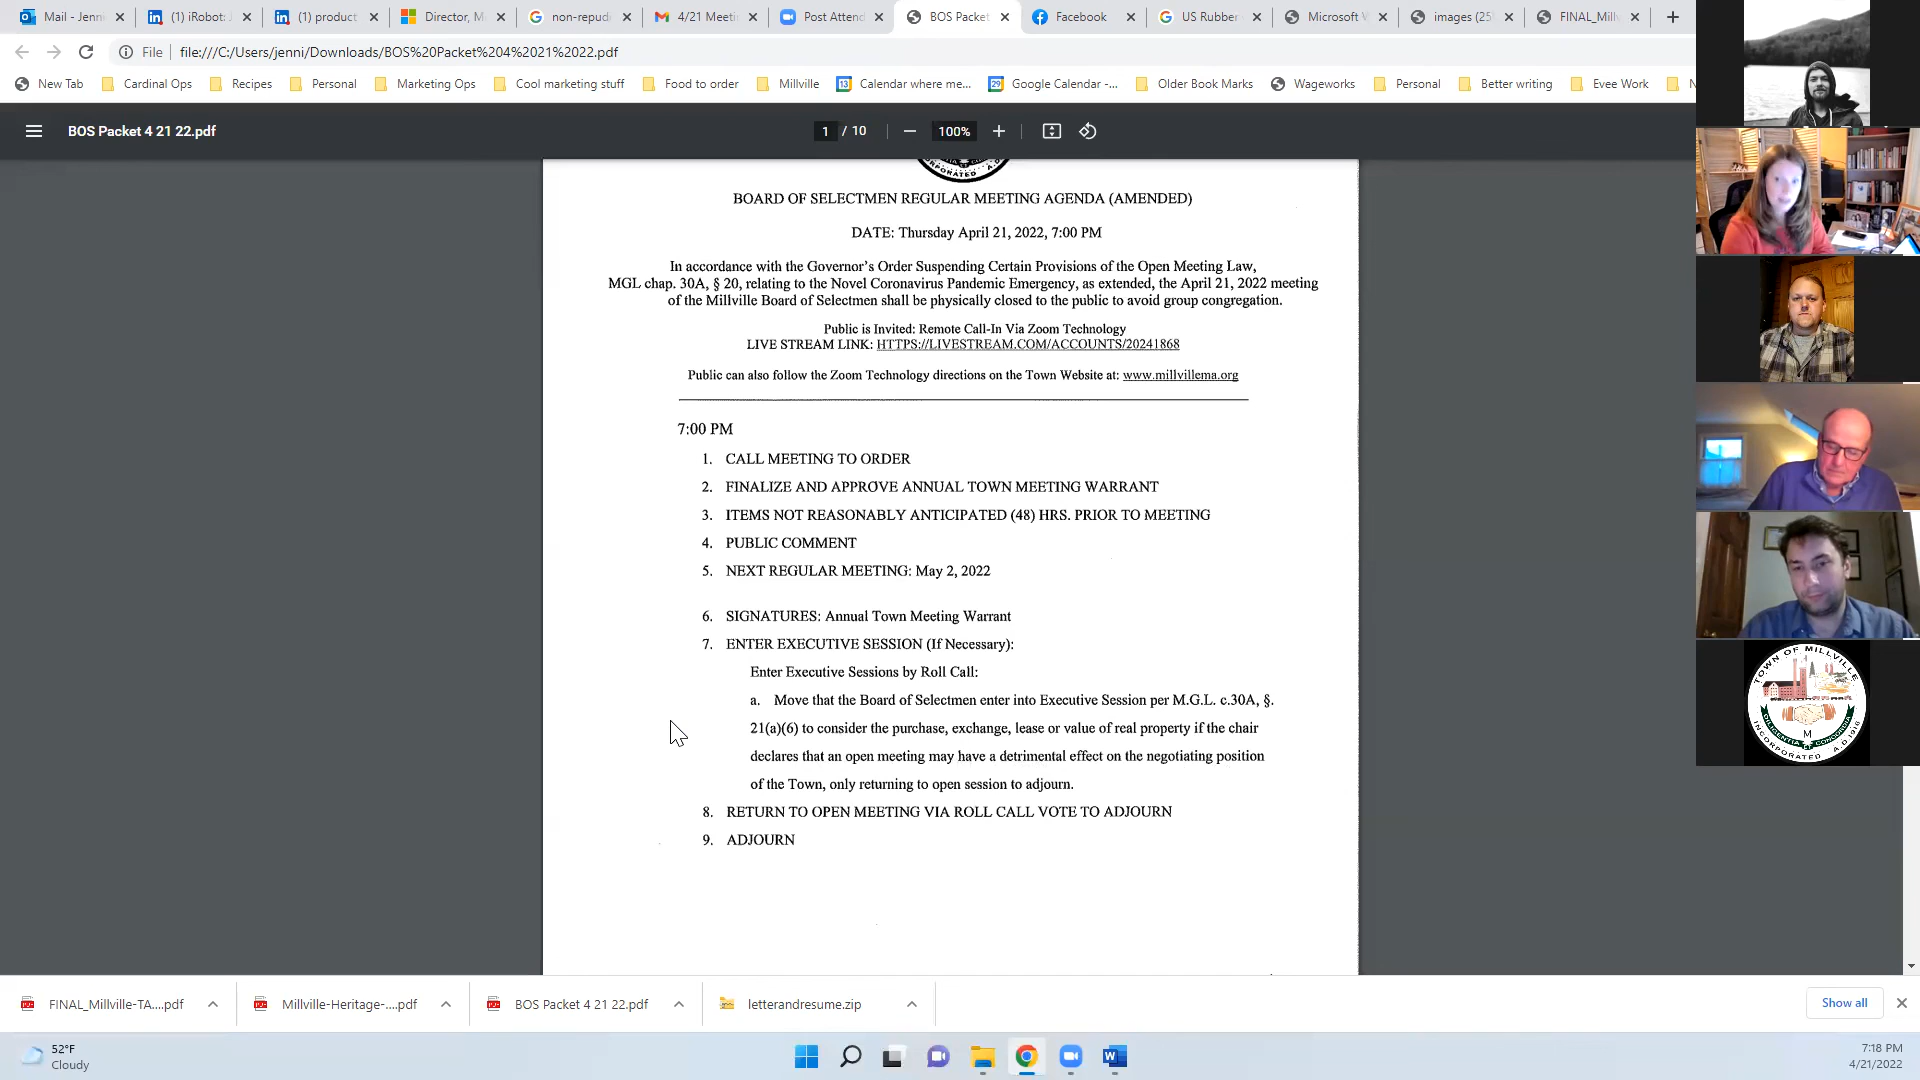 Mail - Jenni
(1) iRobot: J
(1) product
Director, M
non-repudi
4/21 Meeti
Post Attend
BOS Packet
Facebook
US Rubber
Microsoft W
images (25
FINAL_Mill
File
file:///C:/Users/jenni/Downloads/BOS%20Packet%204%2021%2022.pdf
New Tab
Cardinal Ops
Recipes
Personal
Marketing Ops
Cool marketing stuff
Food to order
Millville
Calendar where me...
Google Calendar -...
Older Book Marks
Wageworks
Personal
Better writing
Evee Work
BOS Packet 4 21 22.pdf
1 / 10
100%
BOARD OF SELECTMEN REGULAR MEETING AGENDA (AMENDED)
DATE: Thursday April 21, 2022, 7:00 PM
In accordance with the Governor's Order Suspending Certain Provisions of the Open Meeting Law,
MGL chap. 30A, § 20, relating to the Novel Coronavirus Pandemic Emergency, as extended, the April 21, 2022 meeting
of the Millville Board of Selectmen shall be physically closed to the public to avoid group congregation.
Public is Invited: Remote Call-In Via Zoom Technology
LIVE STREAM LINK: HTTPS://LIVESTREAM.COM/ACCOUNTS/20241868
Public can also follow the Zoom Technology directions on the Town Website at: www.millvillema.org
7:00 PM
1. CALL MEETING TO ORDER
2. FINALIZE AND APPROVE ANNUAL TOWN MEETING WARRANT
3. ITEMS NOT REASONABLY ANTICIPATED (48) HRS. PRIOR TO MEETING
4. PUBLIC COMMENT
5. NEXT REGULAR MEETING: May 2, 2022
6. SIGNATURES: Annual Town Meeting Warrant
7. ENTER EXECUTIVE SESSION (If Necessary):
Enter Executive Sessions by Roll Call:
a. Move that the Board of Selectmen enter into Executive Session per M.G.L. c.30A, §.
21(a)(6) to consider the purchase, exchange, lease or value of real property if the chair
declares that an open meeting may have a detrimental effect on the negotiating position
of the Town, only returning to open session to adjourn.
8. RETURN TO OPEN MEETING VIA ROLL CALL VOTE TO ADJOURN
9. ADJOURN
TOWN OF MILLVILLE
DILIGENTIA ET CONCORDIA
M
INCORPORATED A.D. 1916
FINAL_Millville-TA....pdf
Millville-Heritage-....pdf
BOS Packet 4 21 22.pdf
letterandresume.zip
Show all
52°F
Cloudy
7:18 PM
4/21/2022